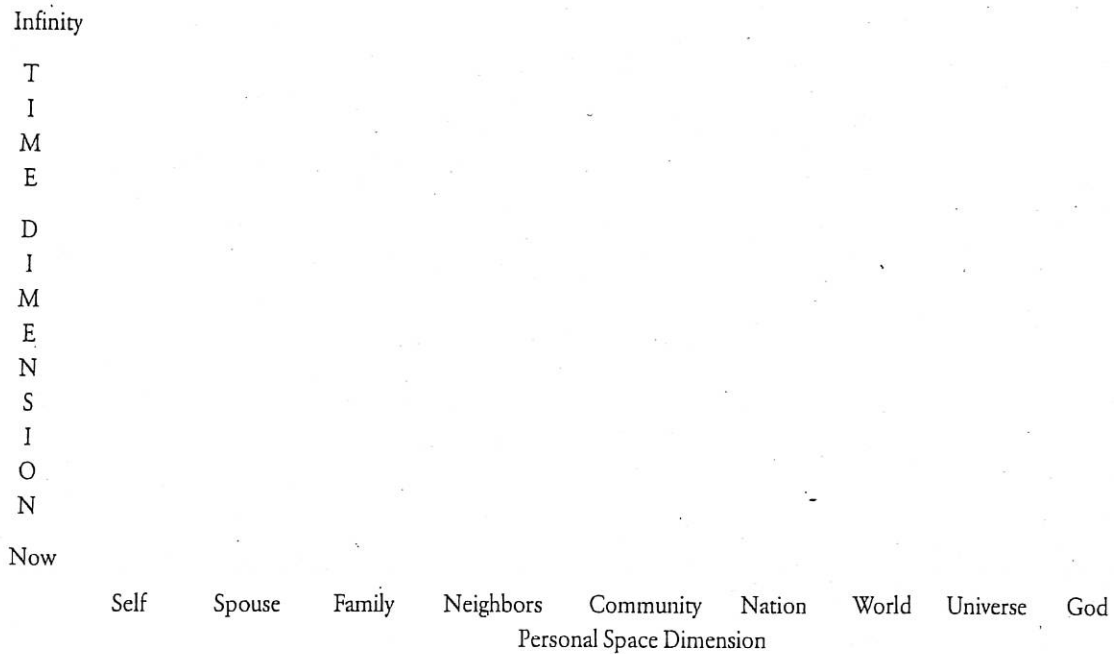 Infinity
T
I
M
E
D
I
M
E
N
S
I
O
N
Now
Self Spouse Family Neighbors Community Nation World Universe God
Personal Space Dimension